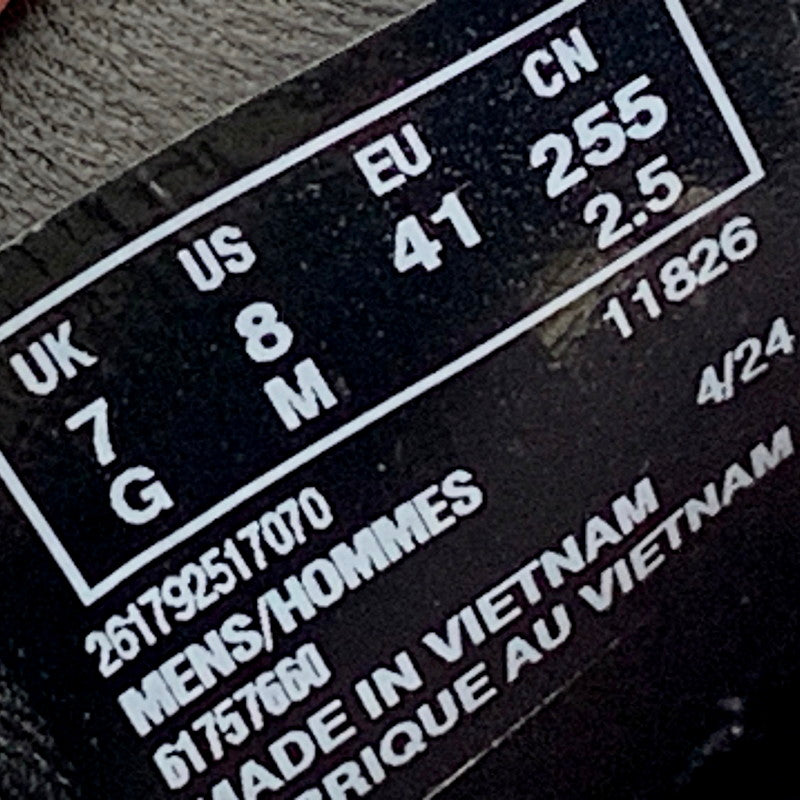 UK US EU CN
7 8 41 255
G M 2.5
261792517070 11826
MENS/HOMMES 4/24
61757660
MADE IN VIETNAM
BRIQUE AU VIETNAM